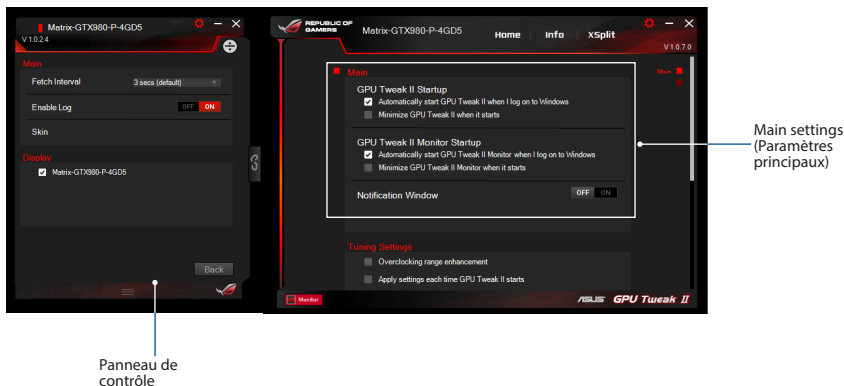 Matrix-GTX980-P-4GD5
V 1.0.2.4
Main
Fetch Interval
3 secs (default)
Enable Log
OFF ON
Skin
Display
Matrix-GTX980-P-4GD5
Back
REPUBLIC OF
GAMERS
Matrix-GTX980-P-4GD5
Home
Info
XSplit
V 1.0.7.0
Main
Main
GPU Tweak II Startup
Automatically start GPU Tweak II when I log on to Windows
Minimize GPU Tweak II when it starts
GPU Tweak II Monitor Startup
Automatically start GPU Tweak II Monitor when I log on to Windows
Minimize GPU Tweak II Monitor when it starts
Notification Window
OFF ON
Tuning Settings
Overclocking range enhancement
Apply settings each time GPU Tweak II starts
Monitor
ASUS GPU Tweak II
Main settings
(Paramètres
principaux)
Panneau de
contrôle